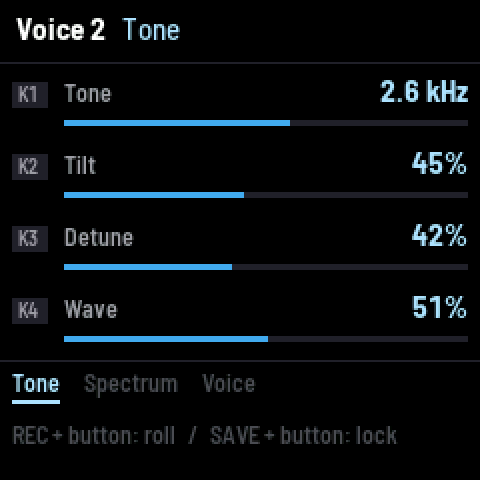 Voice 2 Tone
K1 Tone 2.6 kHz
K2 Tilt 45%
K3 Detune 42%
K4 Wave 51%
Tone Spectrum Voice
REC+ button: roll / SAVE+ button: lock